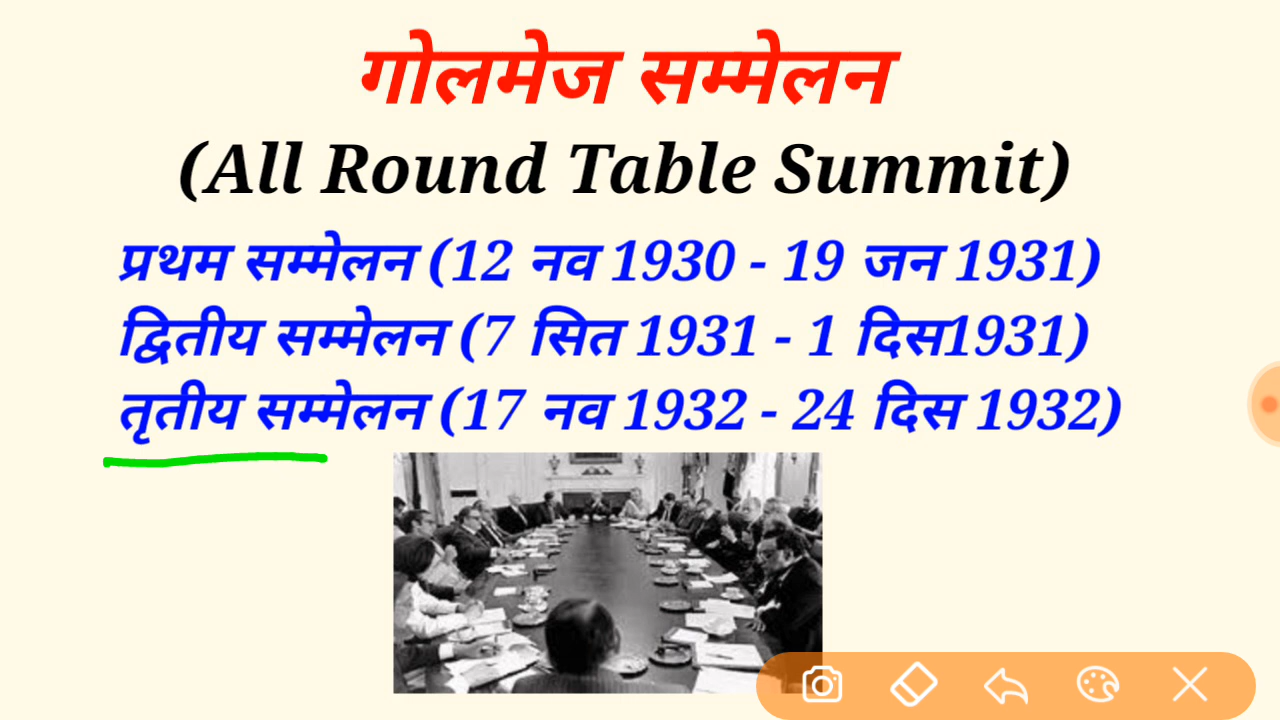 गोलमेज सम्मेलन
(All Round Table Summit)
प्रथम सम्मेलन (12 नव 1930 - 19 जन 1931)
द्वितीय सम्मेलन (7 सित 1931 - 1 दिस1931)
तृतीय सम्मेलन (17 नव 1932 - 24 दिस 1932)